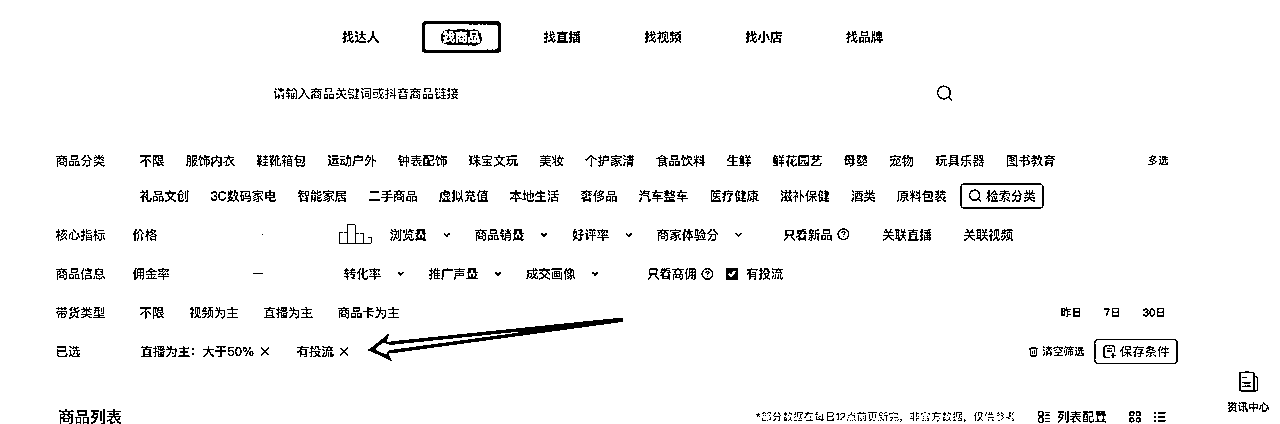 找达人 找商品 找直播 找视频 找小店 找品牌
请输入商品关键词或抖音商品链接
商品分类 不限 服饰内衣 鞋靴箱包 运动户外 钟表配饰 珠宝文玩 美妆 个护家清 食品饮料 生鲜 鲜花园艺 母婴 宠物 玩具乐器 图书教育 多选
礼品文创 3C数码家电 智能家居 二手商品 虚拟充值 本地生活 奢侈品 汽车整车 医疗健康 滋补保健 酒类 原料包装 检索分类
核心指标 价格 浏览量 商品销量 好评率 商家体验分 只看新品 关联直播 关联视频
商品信息 佣金率 — 转化率 推广声量 成交画像 只看商佣 有投流
带货类型 不限 视频为主 直播为主 商品卡为主 昨日 7日 30日
已选 直播为主：大于50% × 有投流 × 清空筛选 保存条件
资讯中心
商品列表 *部分数据在每日12点前更新完，非官方数据，仅供参考 列表配置